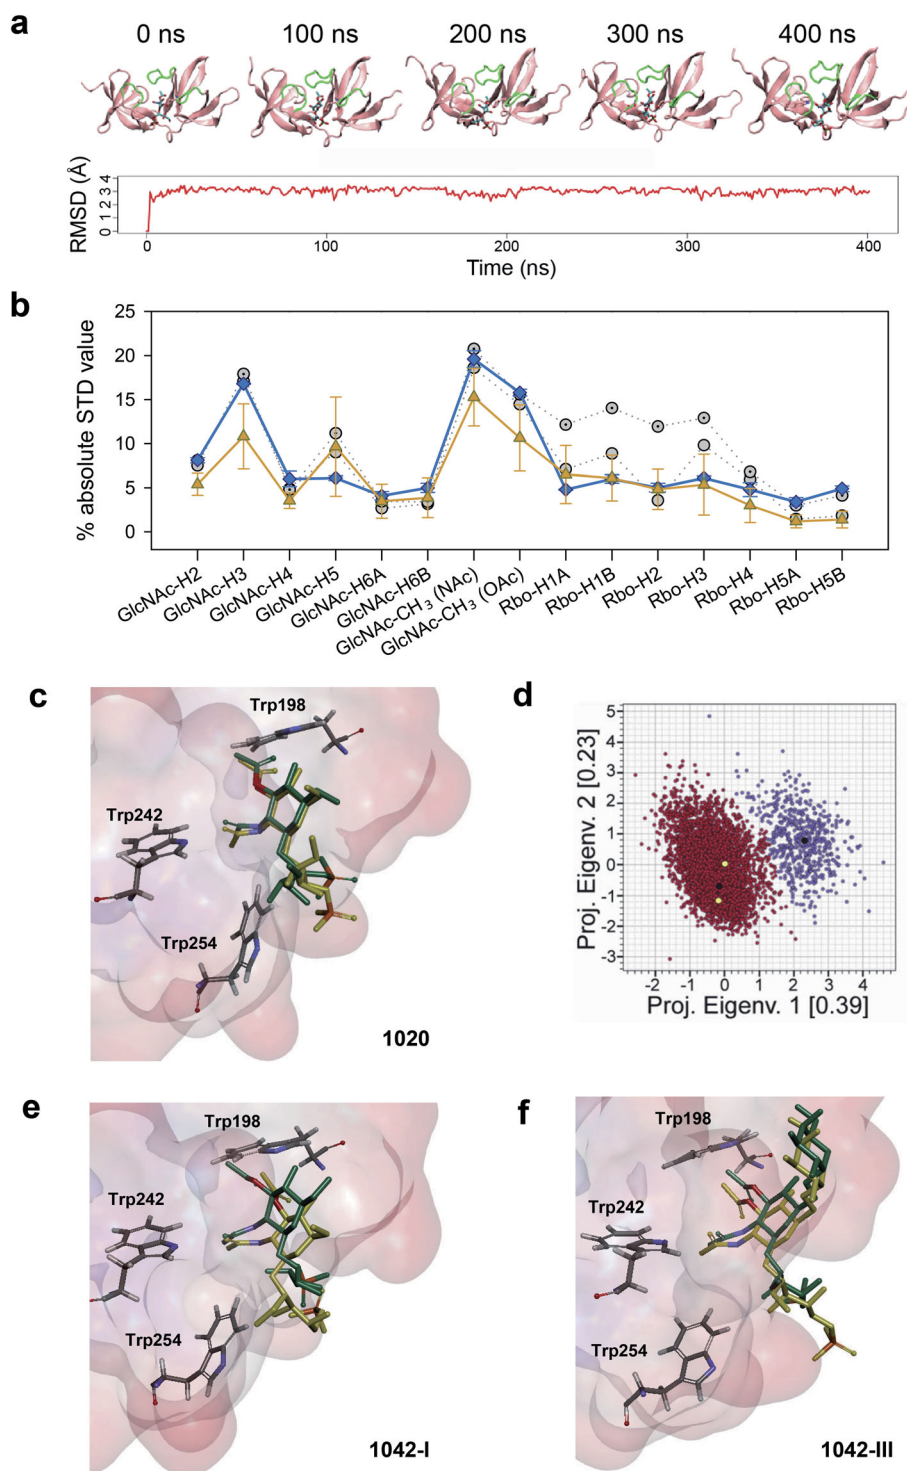 a
0 ns 100 ns 200 ns 300 ns 400 ns
RMSD (Å)
4
3
2
1
0
0 100 200 300 400
Time (ns)
b
% absolute STD value
25
20
15
10
5
0
GlcNAc-H2
GlcNAc-H3
GlcNAc-H4
GlcNAc-H5
GlcNAc-H6A
GlcNAc-H6B
GlcNAc-CH3 (NAc)
GlcNAc-CH3 (OAc)
Rbo-H1A
Rbo-H1B
Rbo-H2
Rbo-H3
Rbo-H4
Rbo-H5A
Rbo-H5B
c
Trp198
Trp242
Trp254
1020
d
Proj. Eigenv. 2 [0.23]
5
4
3
2
1
0
-1
-2
-3
-2 -1 0 1 2 3 4
Proj. Eigenv. 1 [0.39]
e
Trp198
Trp242
Trp254
1042-I
f
Trp198
Trp242
Trp254
1042-III